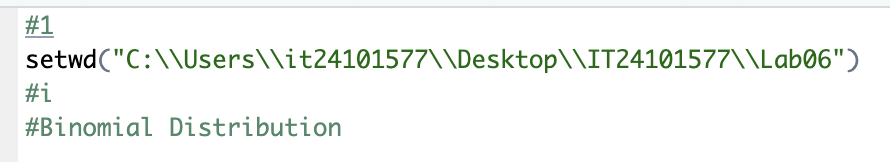 #1
setwd("C:\\Users\\it24101577\\Desktop\\IT24101577\\Lab06")
#i
#Binomial Distribution